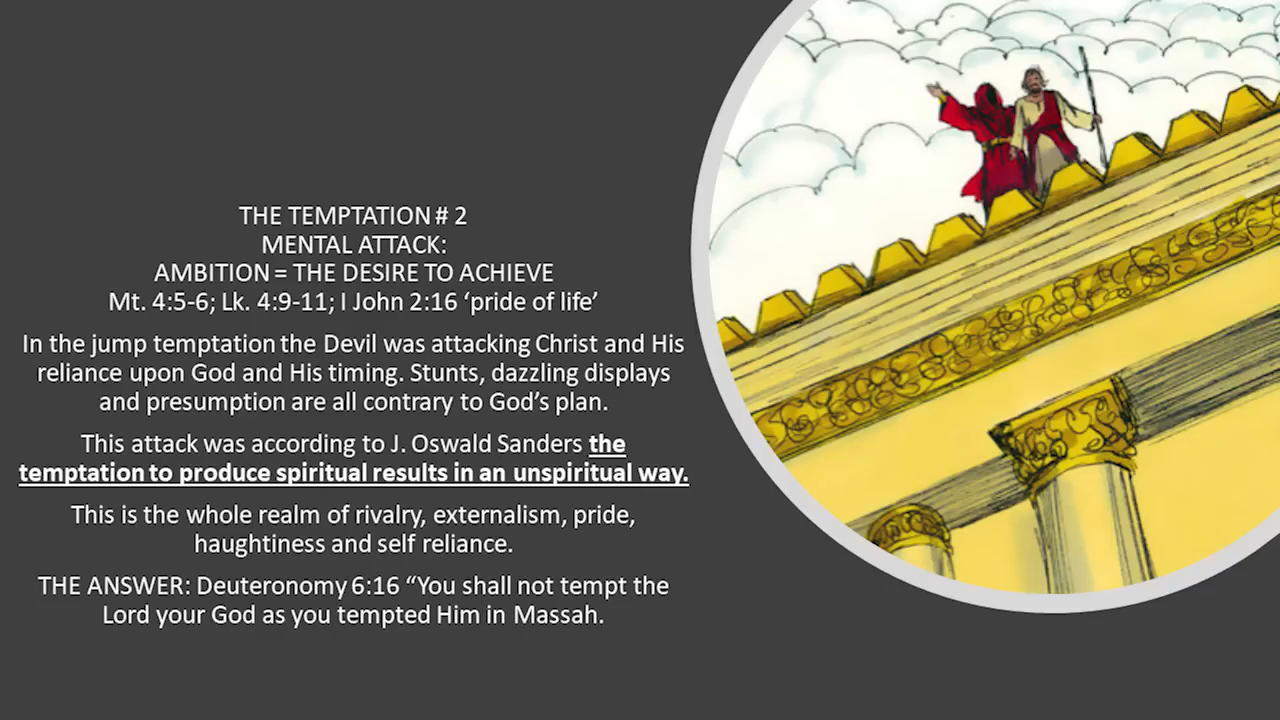 THE TEMPTATION # 2
MENTAL ATTACK:
AMBITION = THE DESIRE TO ACHIEVE
Mt. 4:5-6; Lk. 4:9-11; I John 2:16 ‘pride of life’
In the jump temptation the Devil was attacking Christ and His
reliance upon God and His timing. Stunts, dazzling displays
and presumption are all contrary to God’s plan.
This attack was according to J. Oswald Sanders the
temptation to produce spiritual results in an unspiritual way.
This is the whole realm of rivalry, externalism, pride,
haughtiness and self reliance.
THE ANSWER: Deuteronomy 6:16 “You shall not tempt the
Lord your God as you tempted Him in Massah.